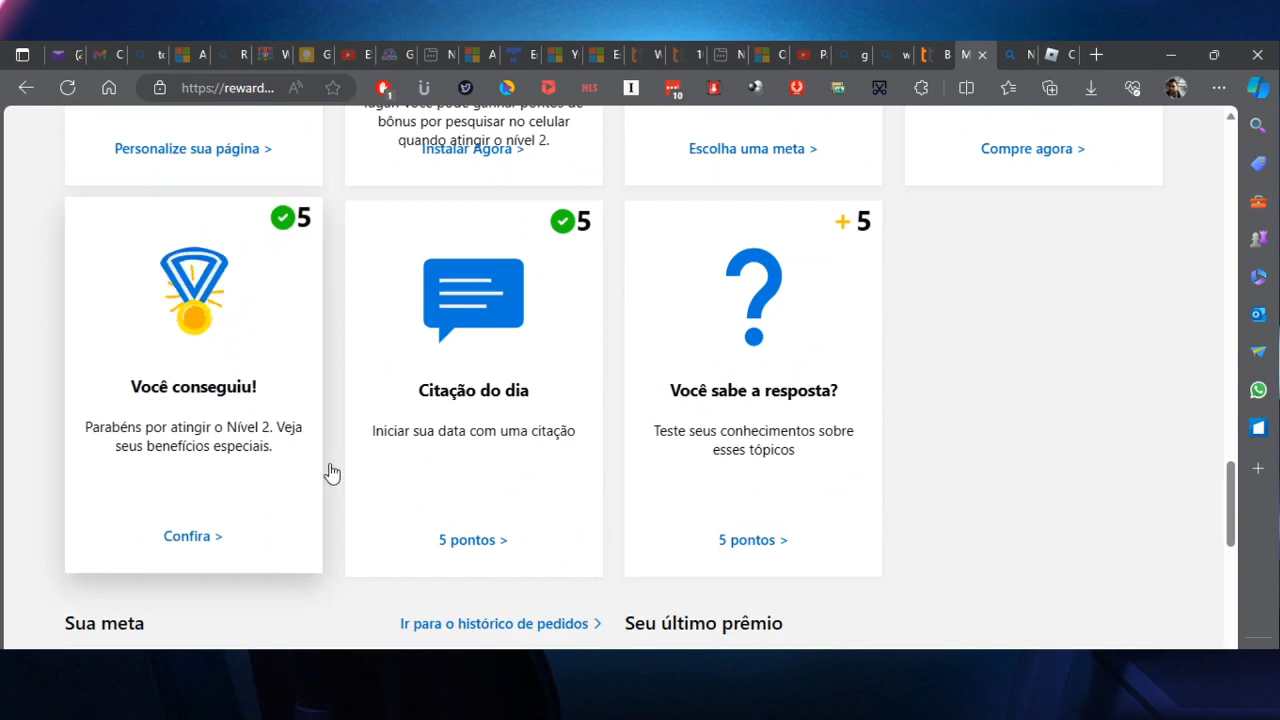 https://reward...
10
1
bônus por pesquisar no celular
quando atingir o nível 2.
Personalize sua página >
Instalar Agora >
Escolha uma meta >
Compre agora >
5
Você conseguiu!
Parabéns por atingir o Nível 2. Veja
seus benefícios especiais.
Confira >
5
Citação do dia
Iniciar sua data com uma citação
5 pontos >
+ 5
Você sabe a resposta?
Teste seus conhecimentos sobre
esses tópicos
5 pontos >
Sua meta
Ir para o histórico de pedidos >
Seu último prêmio